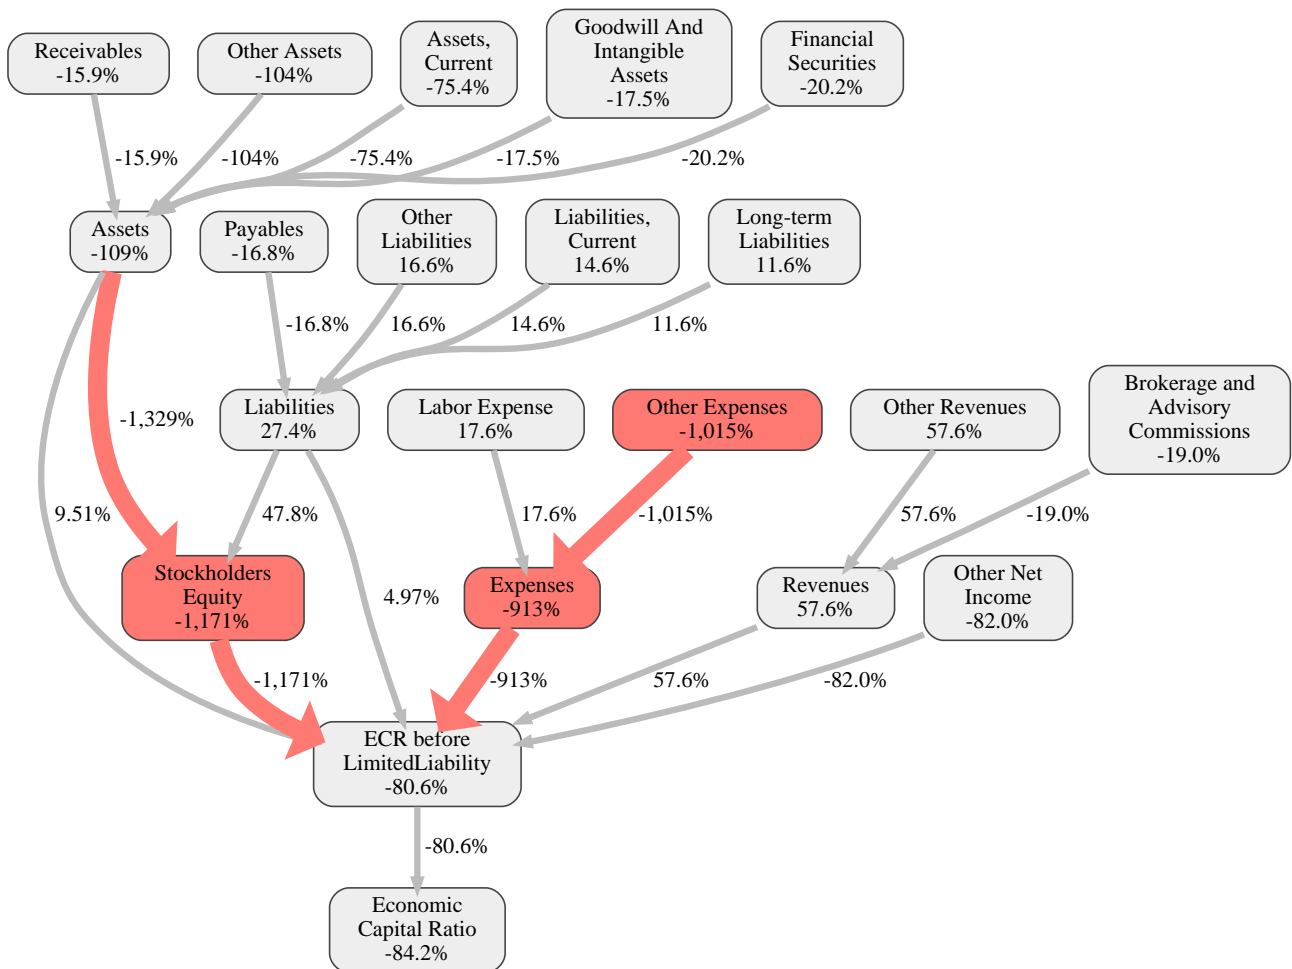 Receivables
-15.9%
Other Assets
-104%
Assets,
Current
-75.4%
Goodwill And
Intangible
Assets
-17.5%
Financial
Securities
-20.2%
-15.9%
-104%
-75.4%
-17.5%
-20.2%
Assets
-109%
Payables
-16.8%
Other
Liabilities
16.6%
Liabilities,
Current
14.6%
Long-term
Liabilities
11.6%
-16.8%
16.6%
14.6%
11.6%
-1,329%
Liabilities
27.4%
Labor Expense
17.6%
Other Expenses
-1,015%
Other Revenues
57.6%
Brokerage and
Advisory
Commissions
-19.0%
9.51%
47.8%
17.6%
-1,015%
57.6%
-19.0%
Stockholders
Equity
-1,171%
4.97%
Expenses
-913%
Revenues
57.6%
Other Net
Income
-82.0%
-1,171%
-913%
57.6%
-82.0%
ECR before
LimitedLiability
-80.6%
-80.6%
Economic
Capital Ratio
-84.2%